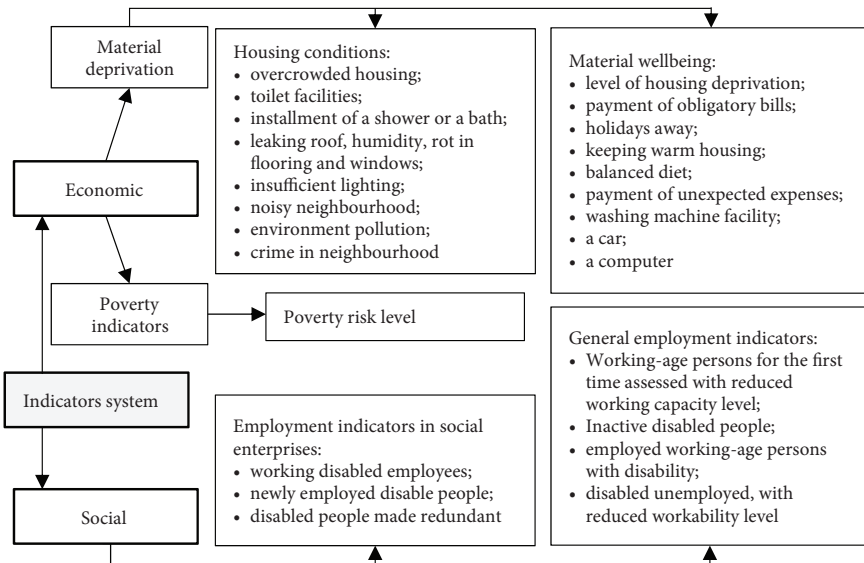 Material
deprivation
Housing conditions:
• overcrowded housing;
• toilet facilities;
• installment of a shower or a bath;
• leaking roof, humidity, rot in
flooring and windows;
• insufficient lighting;
• noisy neighbourhood;
• environment pollution;
• crime in neighbourhood
Material wellbeing:
• level of housing deprivation;
• payment of obligatory bills;
• holidays away;
• keeping warm housing;
• balanced diet;
• payment of unexpected expenses;
• washing machine facility;
• a car;
• a computer
Economic
Poverty
indicators
Poverty risk level
Indicators system
Employment indicators in social
enterprises:
• working disabled employees;
• newly employed disable people;
• disabled people made redundant
General employment indicators:
• Working-age persons for the first
time assessed with reduced
working capacity level;
• Inactive disabled people;
• employed working-age persons
with disability;
• disabled unemployed, with
reduced workability level
Social